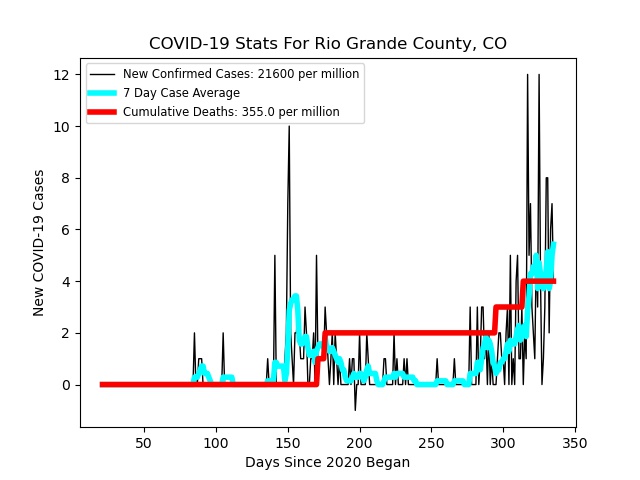 COVID-19 Stats For Rio Grande County, CO
New Confirmed Cases: 21600 per million
7 Day Case Average
Cumulative Deaths: 355.0 per million
New COVID-19 Cases
12
10
8
6
4
2
0
50 100 150 200 250 300 350
Days Since 2020 Began